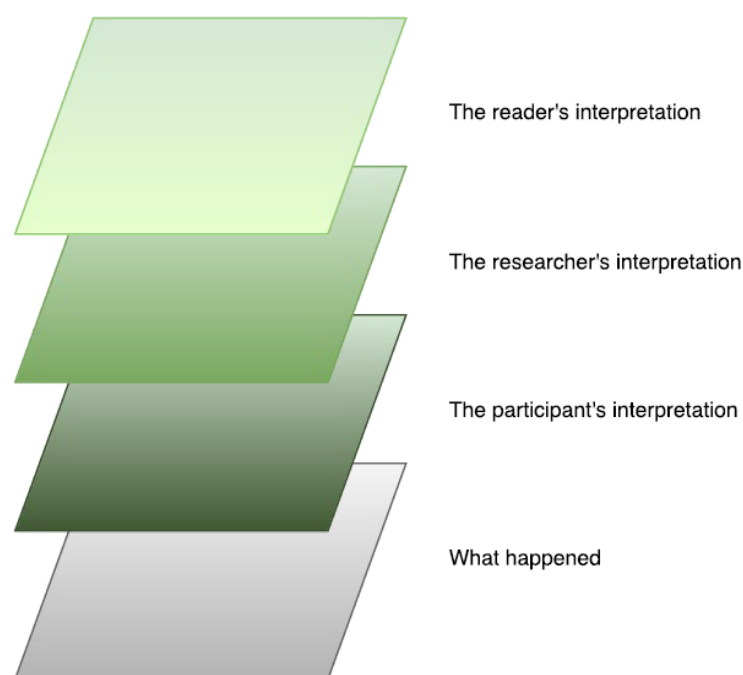 The reader's interpretation
The researcher's interpretation
The participant's interpretation
What happened